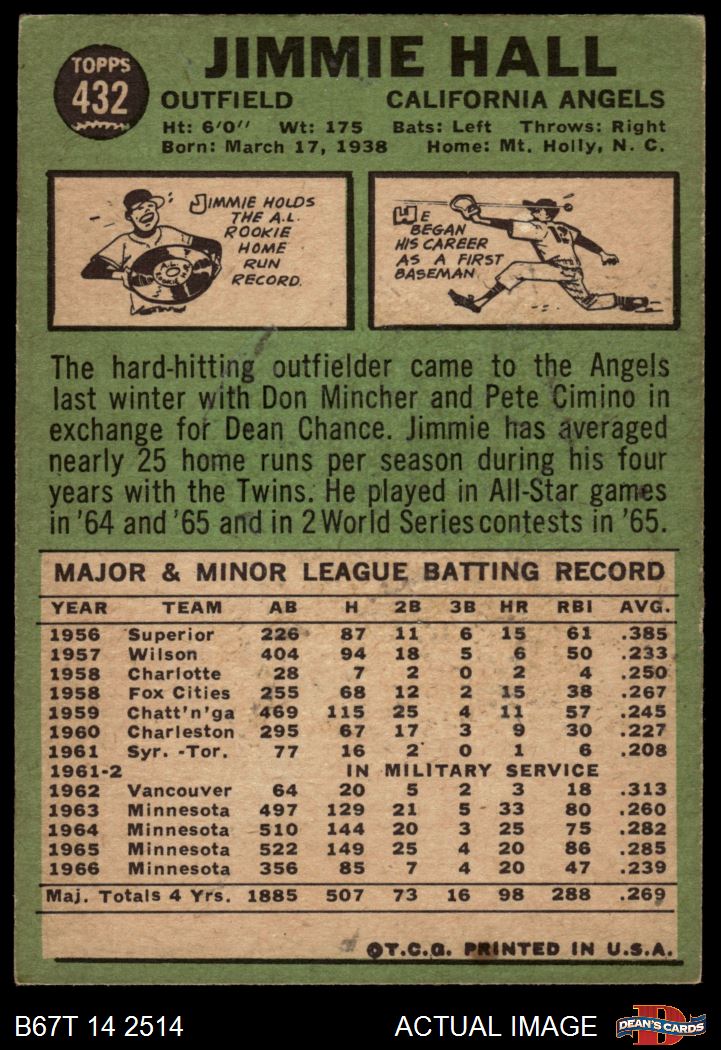 TOPPS
432
JIMMIE HALL
OUTFIELD CALIFORNIA ANGELS
Ht: 6'0" Wt: 175 Bats: Left Throws: Right
Born: March 17, 1938 Home: Mt. Holly, N. C.
JIMMIE HOLDS
THE A.L.
ROOKIE
HOME
RUN
RECORD.
WE
BEGAN
HIS CAREER
AS A FIRST
BASEMAN
The hard-hitting outfielder came to the Angels
last winter with Don Mincher and Pete Cimino in
exchange for Dean Chance. Jimmie has averaged
nearly 25 home runs per season during his four
years with the Twins. He played in All-Star games
in '64 and '65 and in 2 World Series contests in '65.
MAJOR & MINOR LEAGUE BATTING RECORD
YEAR TEAM AB H 2B 3B HR RBI AVG.
1956 Superior 226 87 11 6 15 61 .385
1957 Wilson 404 94 18 5 6 50 .233
1958 Charlotte 28 7 2 0 2 4 .250
1958 Fox Cities 255 68 12 2 15 38 .267
1959 Chatt'n'ga 469 115 25 4 11 57 .245
1960 Charleston 295 67 17 3 9 30 .227
1961 Syr. -Tor. 77 16 2 0 1 6 .208
1961-2 IN MILITARY SERVICE
1962 Vancouver 64 20 5 2 3 18 .313
1963 Minnesota 497 129 21 5 33 80 .260
1964 Minnesota 510 144 20 3 25 75 .282
1965 Minnesota 522 149 25 4 20 86 .285
1966 Minnesota 356 85 7 4 20 47 .239
Maj. Totals 4 Yrs. 1885 507 73 16 98 288 .269
©T.C.G. PRINTED IN U.S.A.
B67T 14 2514 ACTUAL IMAGE DEAN'S CARDS